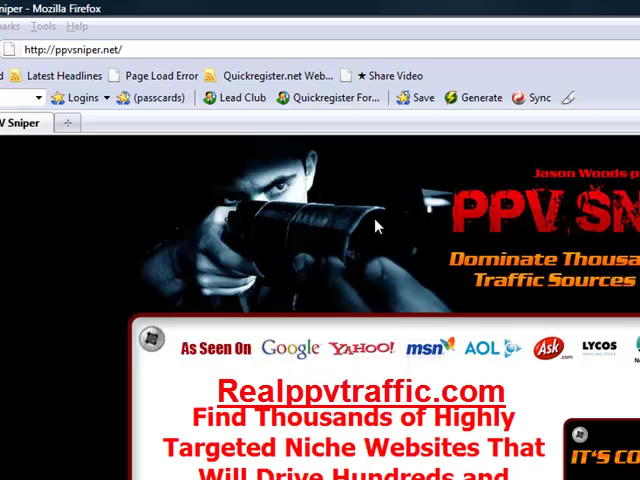 niper - Mozilla Firefox
arks Tools Help
http://ppvsniper.net/
Latest Headlines Page Load Error Quickregister.net Web... ★ Share Video
Logins (passcards) Lead Club Quickregister For... Save Generate Sync
V Sniper
Jason Woods p
PPV SN
Dominate Thousa
Traffic Sources
As Seen On Google YAHOO! msn AOL Ask.com LYCOS
Realppvtraffic.com
Find Thousands of Highly
Targeted Niche Websites That
Will Drive Hundreds and
IT'S CO